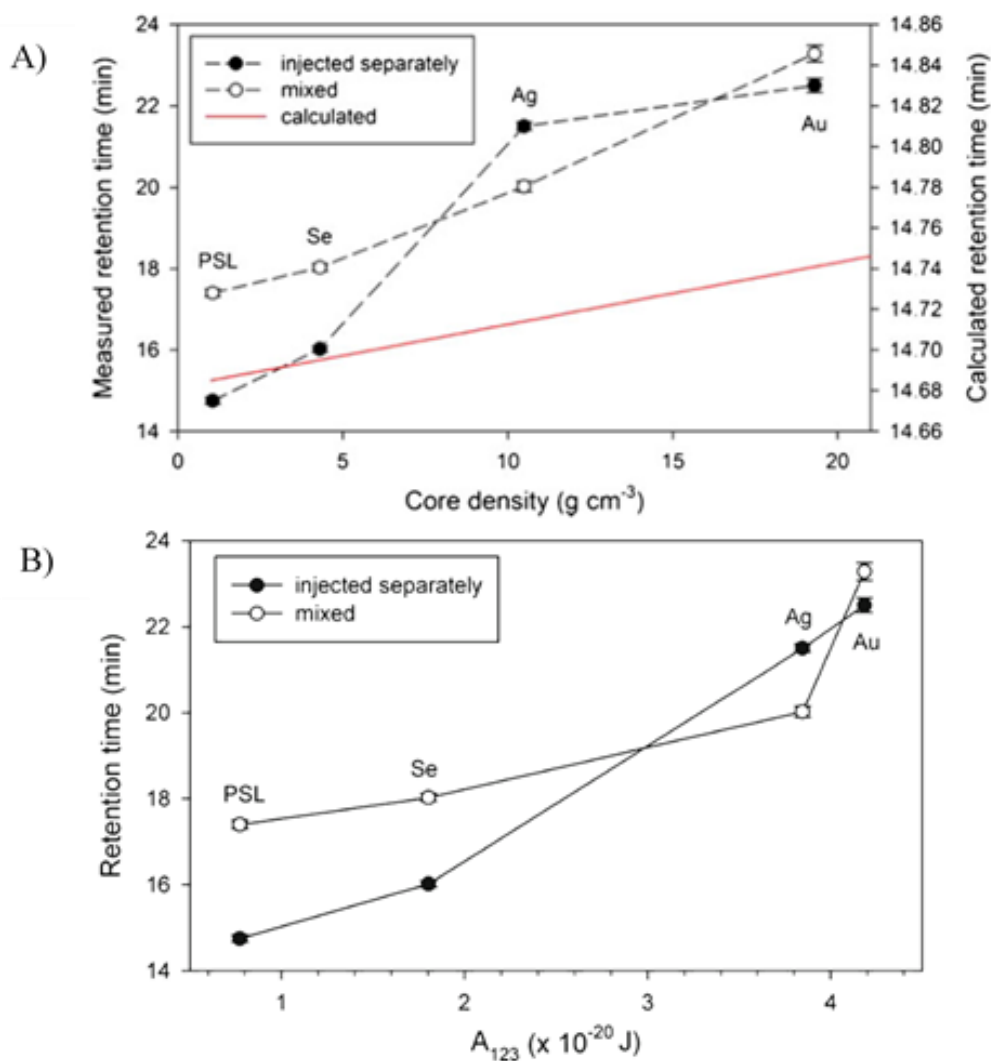 A)
24
22
20
18
16
14
Measured retention time (min)
injected separately
mixed
calculated
PSL
Se
Ag
Au
14.86
14.84
14.82
14.80
14.78
14.76
14.74
14.72
14.70
14.68
14.66
Calculated retention time (min)
0
5
10
15
20
Core density (g cm⁻³)
B)
24
22
20
18
16
14
Retention time (min)
injected separately
mixed
PSL
Se
Ag
Au
1
2
3
4
A₁₂₃ (x 10⁻²⁰ J)